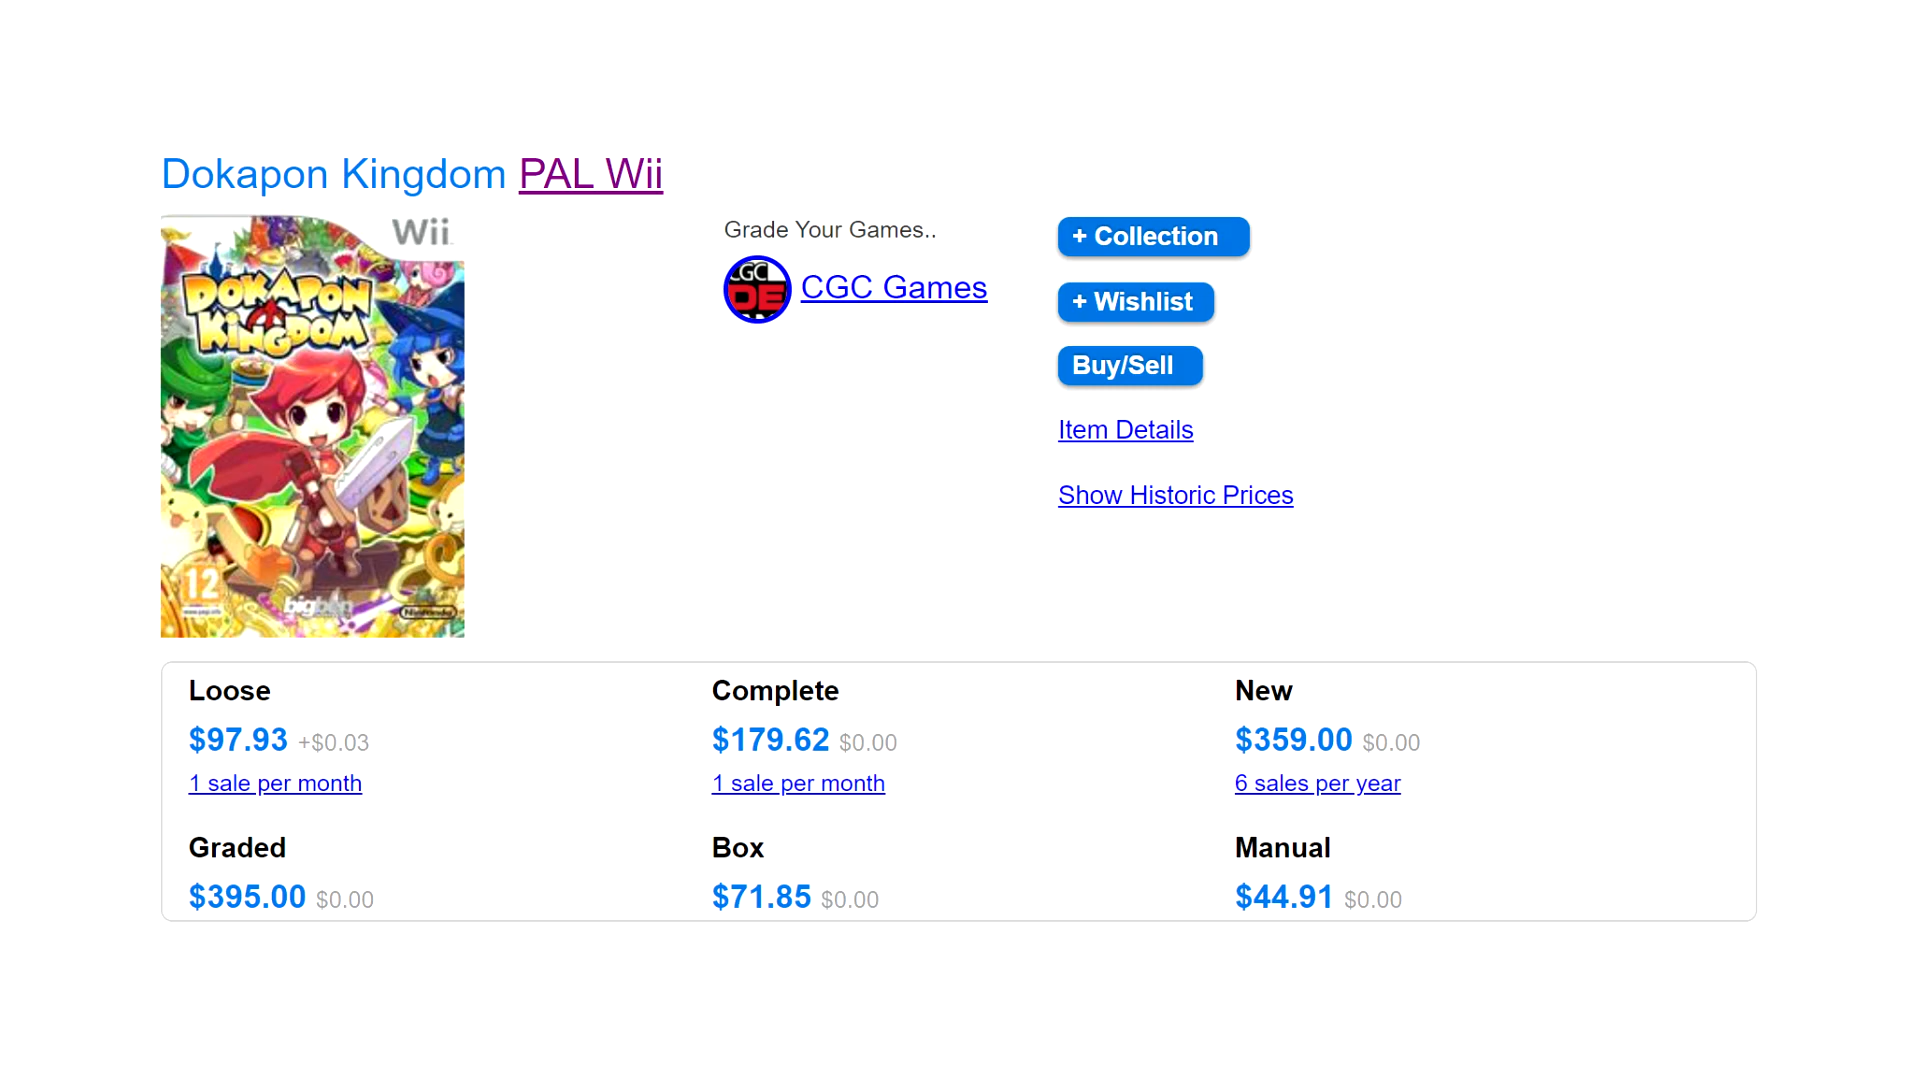 Dokapon Kingdom PAL Wii
Wii
DOKAPON
KINGDOM
12
bigben
Nintendo
Grade Your Games..
CGC
CGC Games
+ Collection
+ Wishlist
Buy/Sell
Item Details
Show Historic Prices
Loose
Complete
New
$97.93 +$0.03
$179.62 $0.00
$359.00 $0.00
1 sale per month
1 sale per month
6 sales per year
Graded
Box
Manual
$395.00 $0.00
$71.85 $0.00
$44.91 $0.00